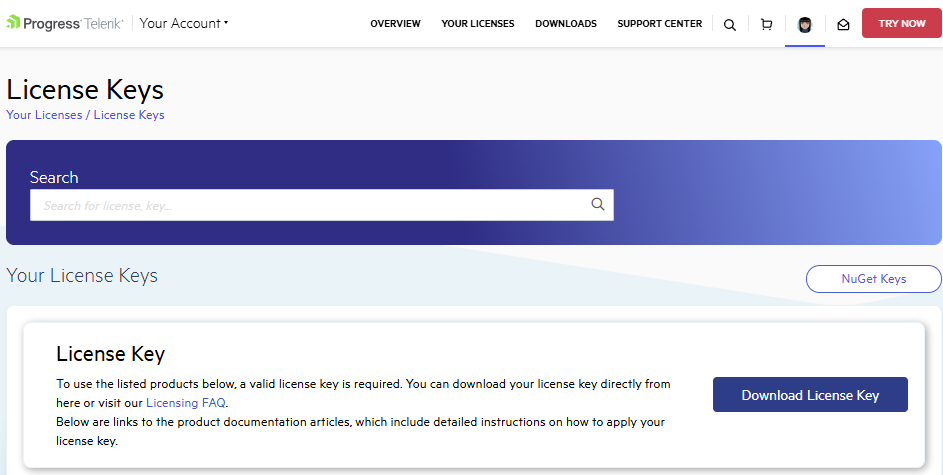 Progress Telerik
Your Account
OVERVIEW
YOUR LICENSES
DOWNLOADS
SUPPORT CENTER
TRY NOW
License Keys
Your Licenses / License Keys
Search
Search for license, key...
Your License Keys
NuGet Keys
License Key
To use the listed products below, a valid license key is required. You can download your license key directly from
here or visit our Licensing FAQ.
Below are links to the product documentation articles, which include detailed instructions on how to apply your
license key.
Download License Key